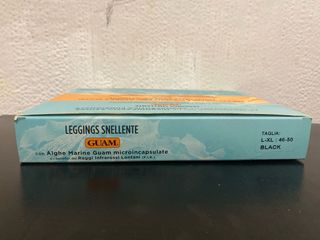 LEGGINGS SNELLENTE
GUAM
con Alghe Marine Guam microincapsulate
Raggi Infrarossi Lontani (F.I.R.)
TAGLIA:
L-XL : 46-50
BLACK